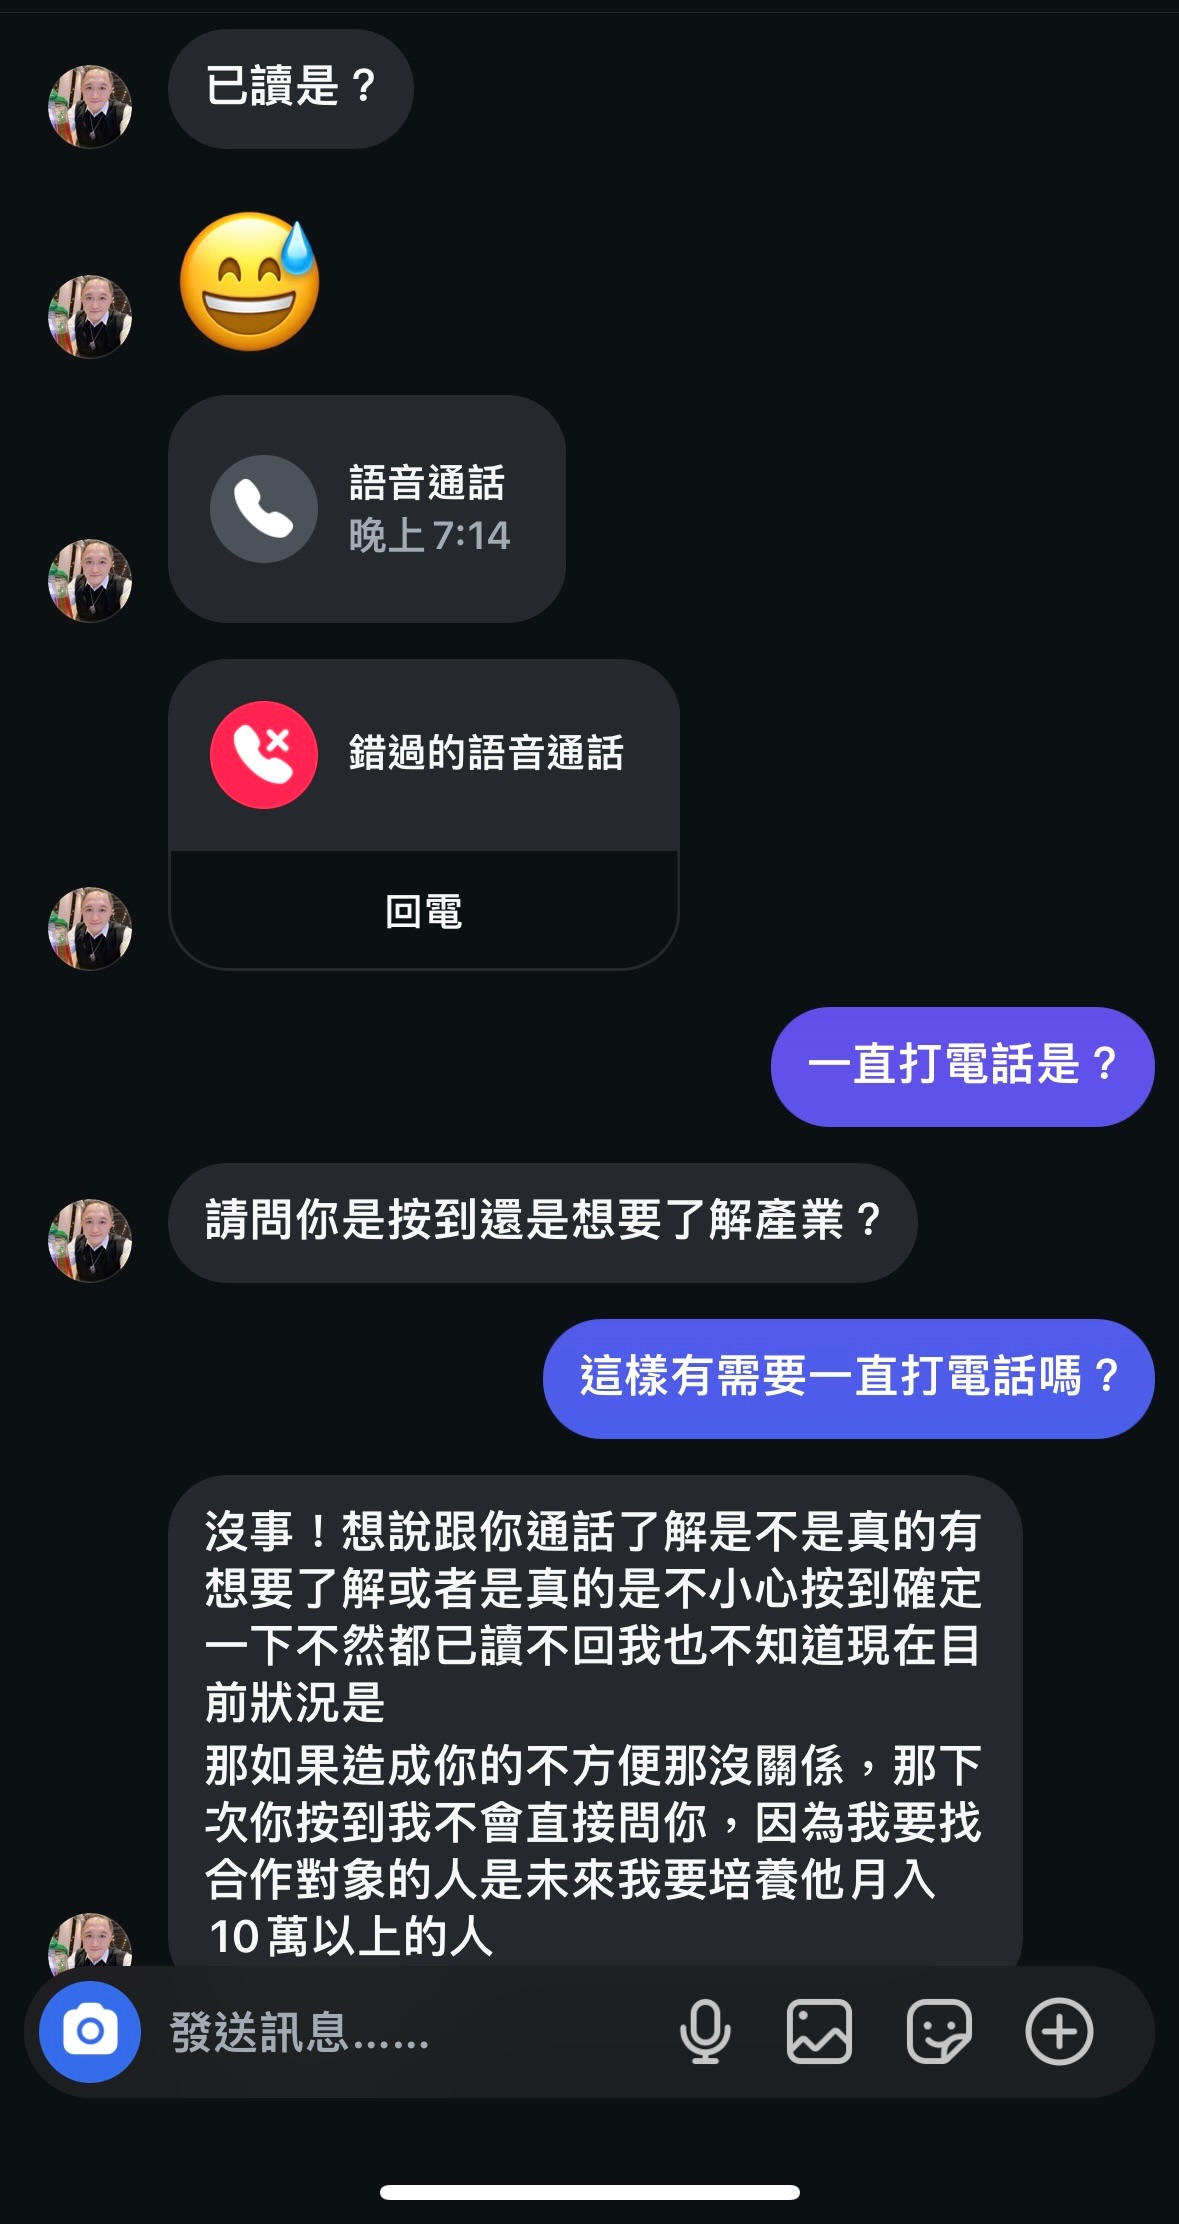 已讀是？
語音通話
晚上 7:14
錯過的語音通話
回電
一直打電話是？
請問你是按到還是想要了解產業？
這樣有需要一直打電話嗎？
沒事！想說跟你通話了解是不是真的有
想要了解或者是真的是不小心按到確定
一下不然都已讀不回我也不知道現在目
前狀況是
那如果造成你的不方便那沒關係，那下
次你按到我不會直接問你，因為我要找
合作對象的人是未來我要培養他月入
10萬以上的人
發送訊息......